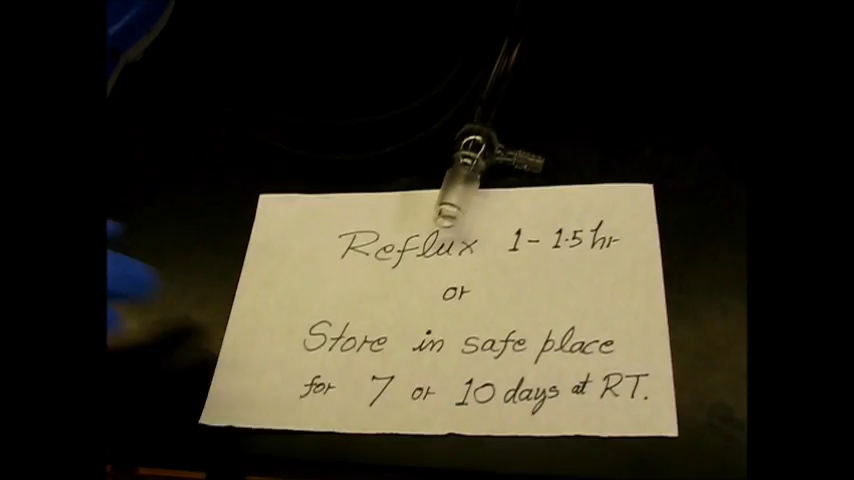 Reflux 1- 1.5 hr
or
Store in safe place
for 7 or 10 days at RT.